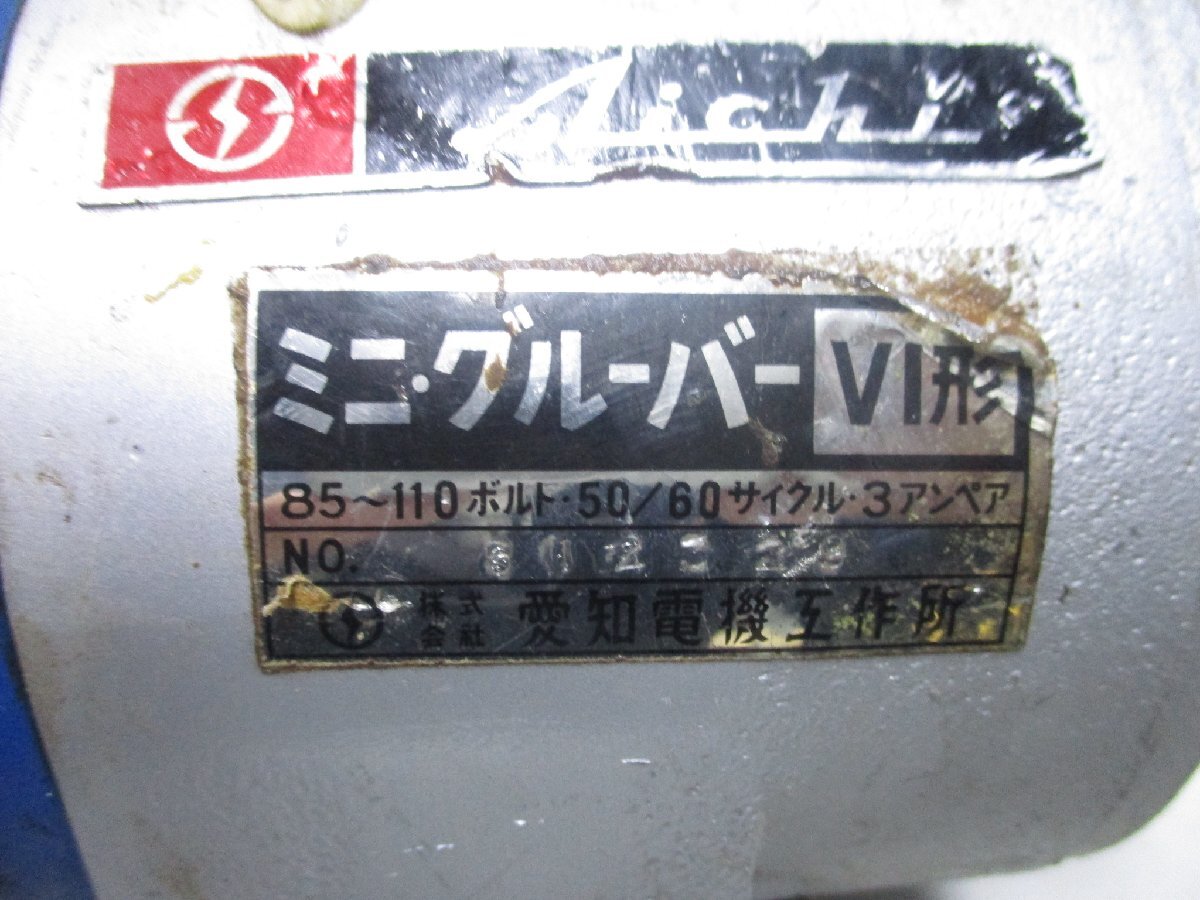 Aichi
ミニ・グルーバー VI形
85～110ボルト・50/60サイクル・3アンペア
NO.
株式会社 愛知電機工作所